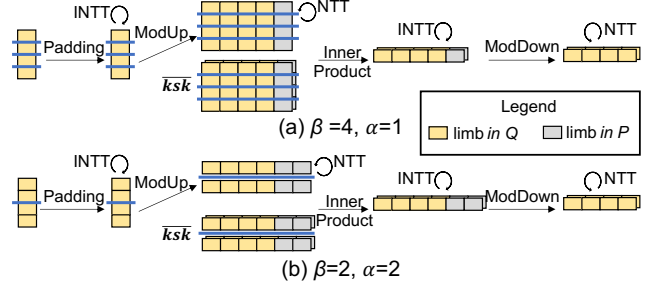 INTT
ModUp
NTT
Padding
Inner
Product
INTT
ModDown
NTT
ksk
(a) β =4, α=1
Legend
limb in Q
limb in P
INTT
ModUp
NTT
Padding
Inner
Product
INTT
ModDown
NTT
ksk
(b) β=2, α=2